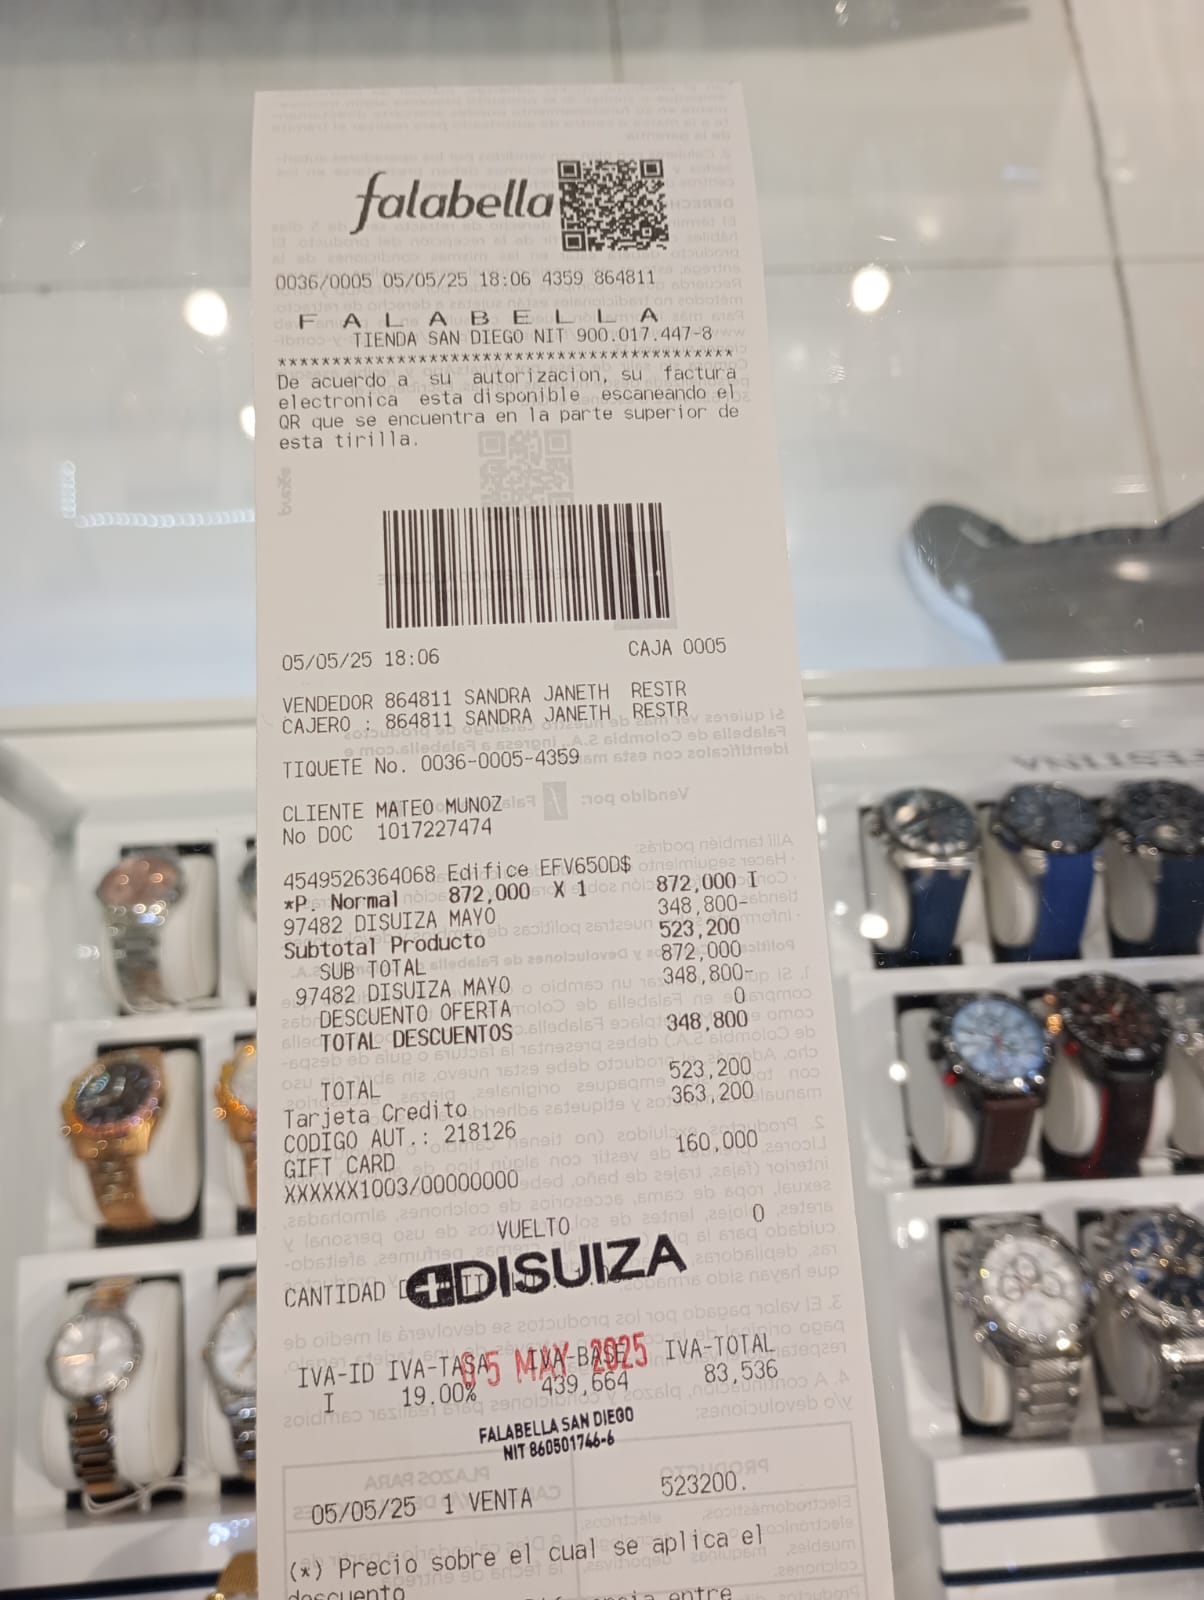 falabella
0036/0005 05/05/25 18:06 4359 864811
F A L A B E L L A
TIENDA SAN DIEGO NIT 900.017.447-8
******************************************
De acuerdo a su autorizacion, su factura
electronica esta disponible escaneando el
QR que se encuentra en la parte superior de
esta tirilla.
05/05/25 18:06 CAJA 0005
VENDEDOR 864811 SANDRA JANETH RESTR
CAJERO : 864811 SANDRA JANETH RESTR
TIQUETE No. 0036-0005-4359
CLIENTE MATEO MUNOZ
No DOC 1017227474
4549526364068 Edifice EFV650D$
*P. Normal 872,000 X 1 872,000 I
97482 DISUIZA MAYO 348,800-
Subtotal Producto 523,200
SUB TOTAL 872,000
97482 DISUIZA MAYO 348,800-
DESCUENTO OFERTA 0
TOTAL DESCUENTOS 348,800
TOTAL 523,200
Tarjeta Credito 363,200
CODIGO AUT.: 218126
GIFT CARD 160,000
XXXXXX1003/00000000
VUELTO 0
DISUIZA
CANTIDAD
05 MAY 2025
IVA-ID IVA-TASA IVA-BASE IVA-TOTAL
I 19.00% 439,664 83,536
FALABELLA SAN DIEGO
NIT 860501746-6
05/05/25 1 VENTA 523200.
(*) Precio sobre el cual se aplica el
descuento
entre